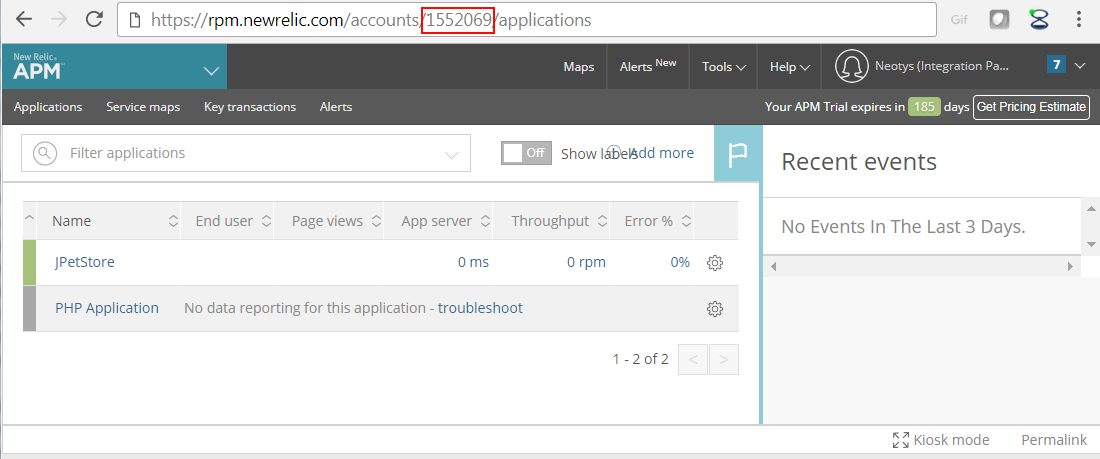 https://rpm.newrelic.com/accounts/1552069/applications
Gif
New Relic®
APM™
Maps
Alerts New
Tools
Help
Neotys (Integration Pa...
7
Applications
Service maps
Key transactions
Alerts
Your APM Trial expires in 185 days
Get Pricing Estimate
Filter applications
Off
Show labels
Add more
Recent events
No Events In The Last 3 Days.
Name End user Page views App server Throughput Error %
JPetStore 0 ms 0 rpm 0%
PHP Application No data reporting for this application - troubleshoot
1 - 2 of 2 < >
Kiosk mode Permalink